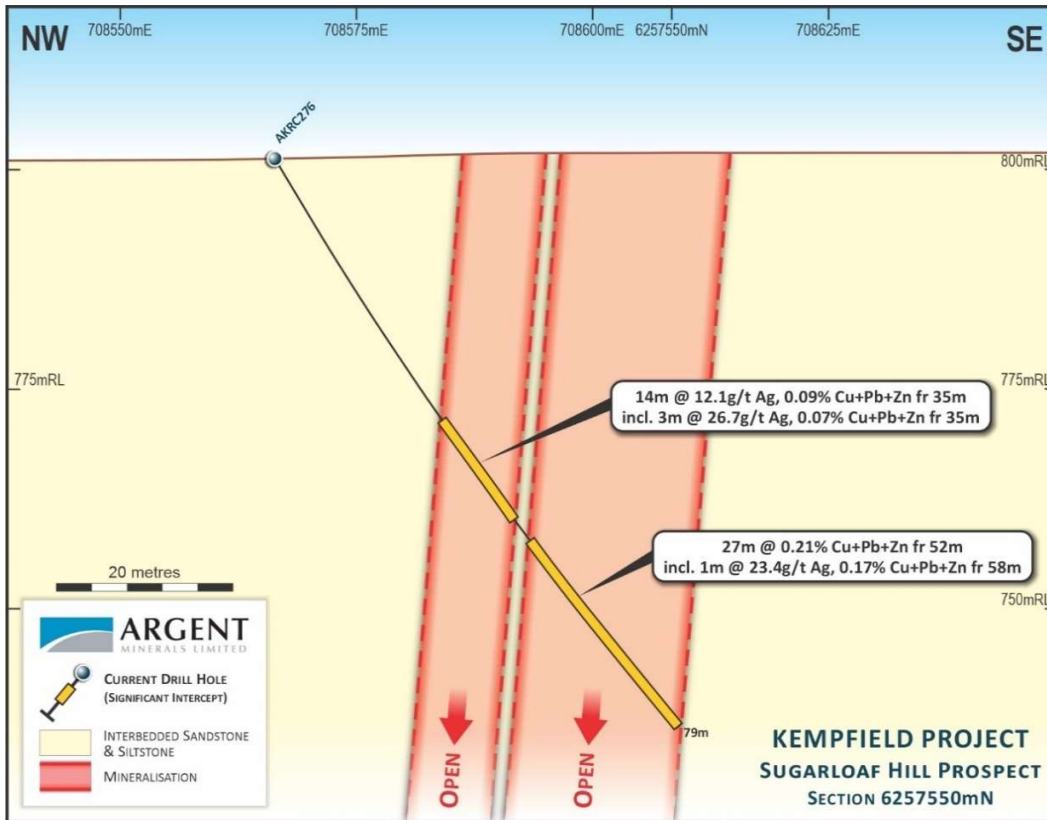 NW
708550mE
708575mE
708600mE
6257550mN
708625mE
SE
AKRC276
800mRL
775mRL
775mRL
14m @ 12.1g/t Ag, 0.09% Cu+Pb+Zn fr 35m
incl. 3m @ 26.7g/t Ag, 0.07% Cu+Pb+Zn fr 35m
27m @ 0.21% Cu+Pb+Zn fr 52m
incl. 1m @ 23.4g/t Ag, 0.17% Cu+Pb+Zn fr 58m
750mRL
20 metres
ARGENT
MINERALS LIMITED
CURRENT DRILL HOLE
(SIGNIFICANT INTERCEPT)
INTERBEDDED SANDSTONE
& SILTSTONE
MINERALISATION
OPEN
OPEN
79m
KEMPFIELD PROJECT
SUGARLOAF HILL PROSPECT
SECTION 6257550mN